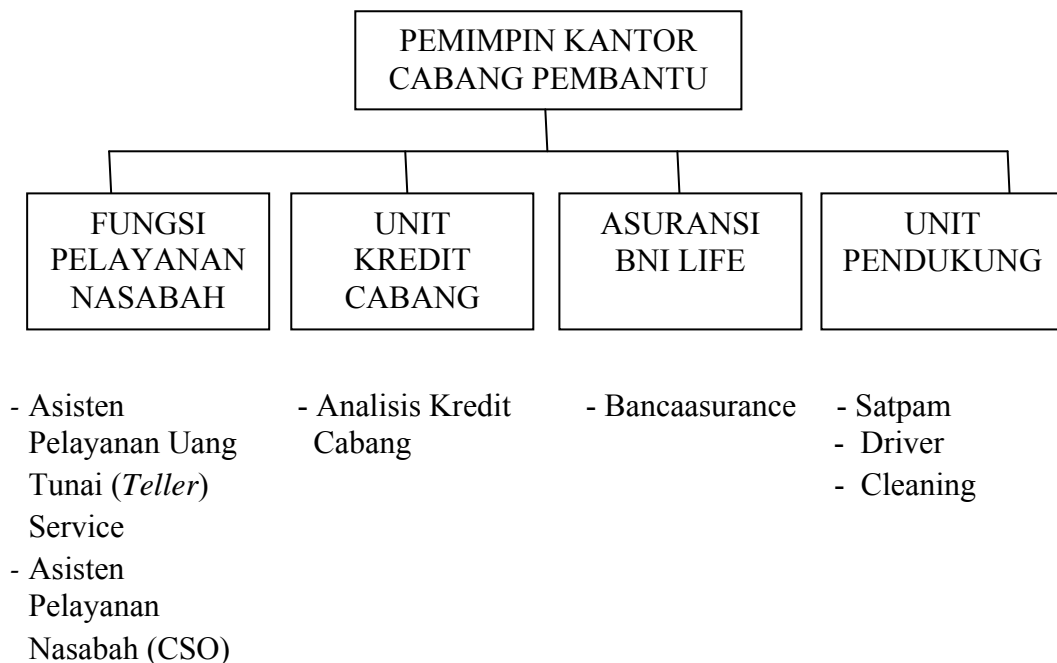 PEMIMPIN KANTOR
CABANG PEMBANTU
FUNGSI
PELAYANAN
NASABAH
UNIT
KREDIT
CABANG
ASURANSI
BNI LIFE
UNIT
PENDUKUNG
- Asisten
Pelayanan Uang
Tunai (Teller)
Service
- Asisten
Pelayanan
Nasabah (CSO)
- Analisis Kredit
Cabang
- Bancaasurance
- Satpam
- Driver
- Cleaning